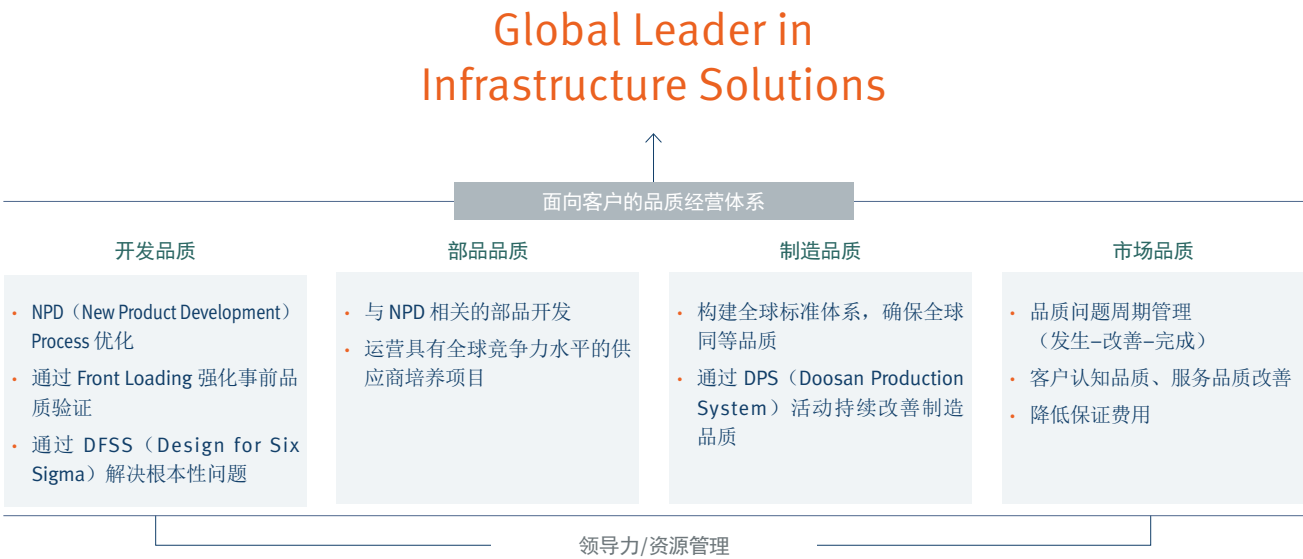 Global Leader in
Infrastructure Solutions
面向客户的品质经营体系
开发品质
• NPD（New Product Development）
Process 优化
• 通过 Front Loading 强化事前品
质验证
• 通过 DFSS（Design for Six
Sigma）解决根本性问题
部品品质
• 与 NPD 相关的部品开发
• 运营具有全球竞争力水平的供
应商培养项目
制造品质
• 构建全球标准体系，确保全球
同等品质
• 通过 DPS（Doosan Production
System）活动持续改善制造
品质
市场品质
• 品质问题周期管理
（发生–改善–完成）
• 客户认知品质、服务品质改善
• 降低保证费用
领导力/资源管理